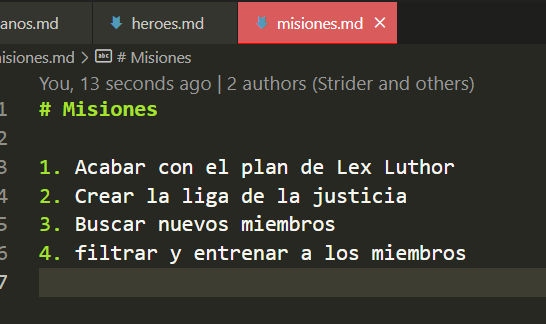 anos.md heroes.md misiones.md
misiones.md > abc # Misiones
You, 13 seconds ago | 2 authors (Strider and others)
1 # Misiones
2
3 1. Acabar con el plan de Lex Luthor
4 2. Crear la liga de la justicia
5 3. Buscar nuevos miembros
6 4. filtrar y entrenar a los miembros
7